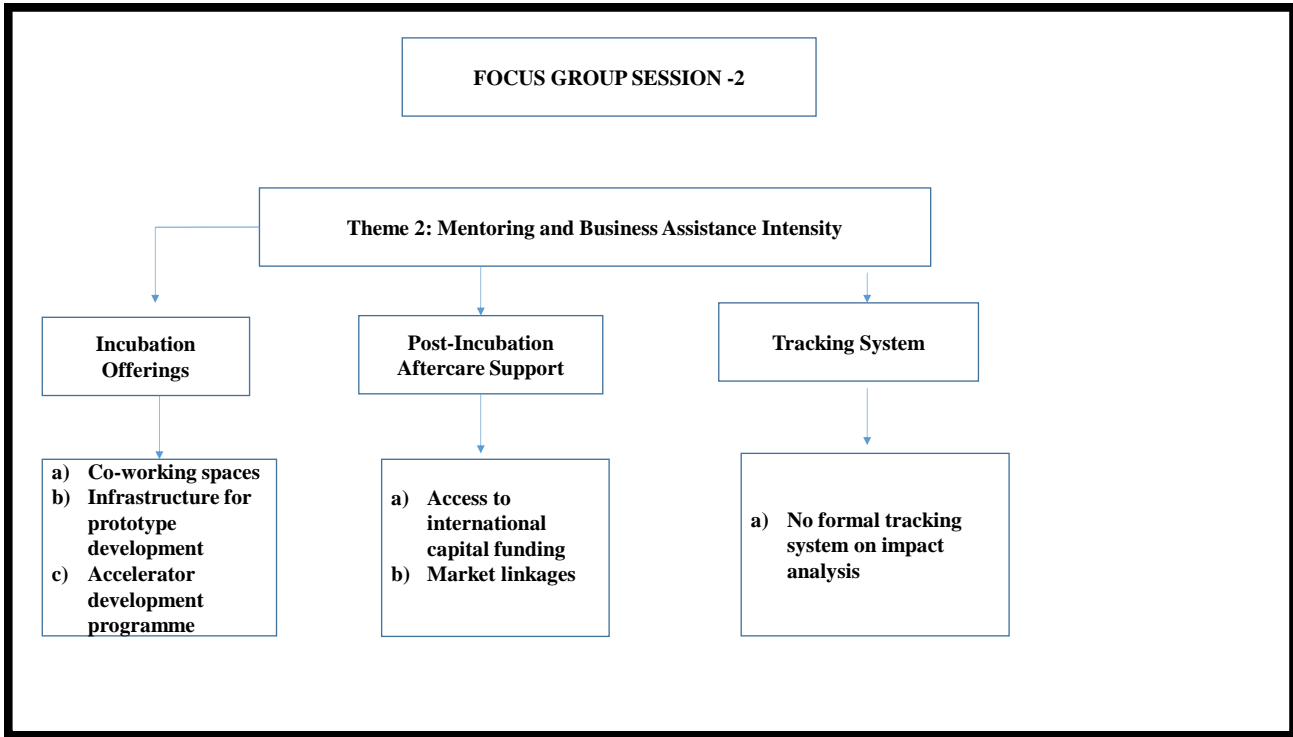 FOCUS GROUP SESSION -2
Theme 2: Mentoring and Business Assistance Intensity
Incubation
Offerings
Post-Incubation
Aftercare Support
Tracking System
a) Co-working spaces
b) Infrastructure for
prototype
development
c) Accelerator
development
programme
a) Access to
international
capital funding
b) Market linkages
a) No formal tracking
system on impact
analysis